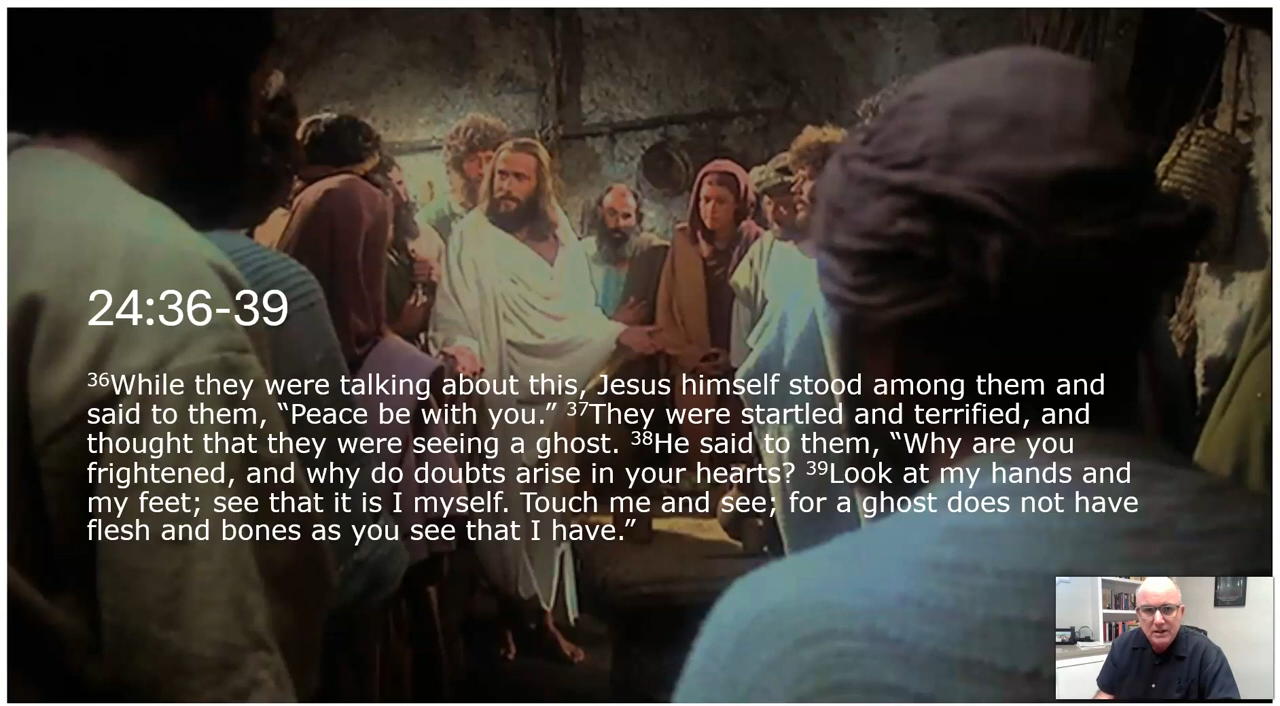 24:36-39
³⁶While they were talking about this, Jesus himself stood among them and
said to them, “Peace be with you.” ³⁷They were startled and terrified, and
thought that they were seeing a ghost. ³⁸He said to them, “Why are you
frightened, and why do doubts arise in your hearts? ³⁹Look at my hands and
my feet; see that it is I myself. Touch me and see; for a ghost does not have
flesh and bones as you see that I have.”